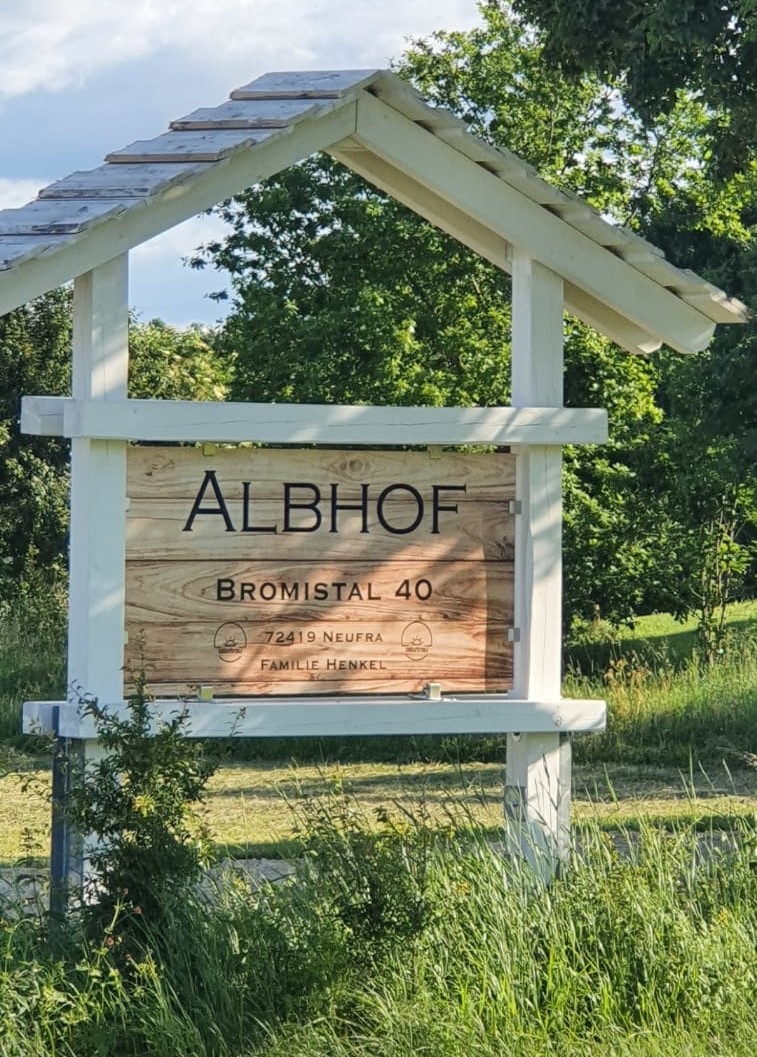 ALBHOF
BROMISTAL 40
72419 NEUFRA
FAMILIE HENKEL